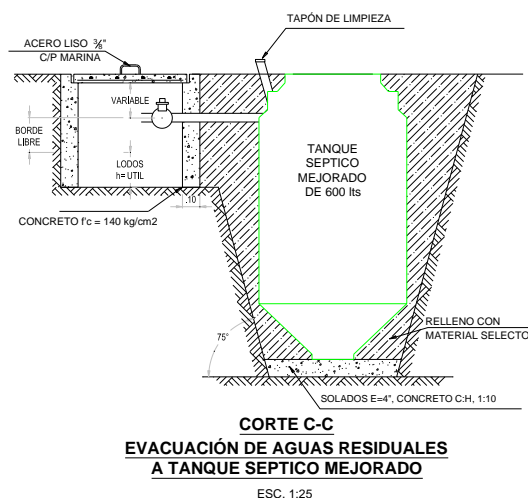 TAPÓN DE LIMPIEZA
ACERO LISO ⅜"
C/P MARINA
VARIABLE
BORDE
LIBRE
LODOS
h= UTIL
TANQUE
SEPTICO
MEJORADO
DE 600 lts
CONCRETO f'c = 140 kg/cm2
.10
RELLENO CON
MATERIAL SELECTO
75°
SOLADOS E=4", CONCRETO C:H, 1:10
CORTE C-C
EVACUACIÓN DE AGUAS RESIDUALES
A TANQUE SEPTICO MEJORADO
ESC. 1:25